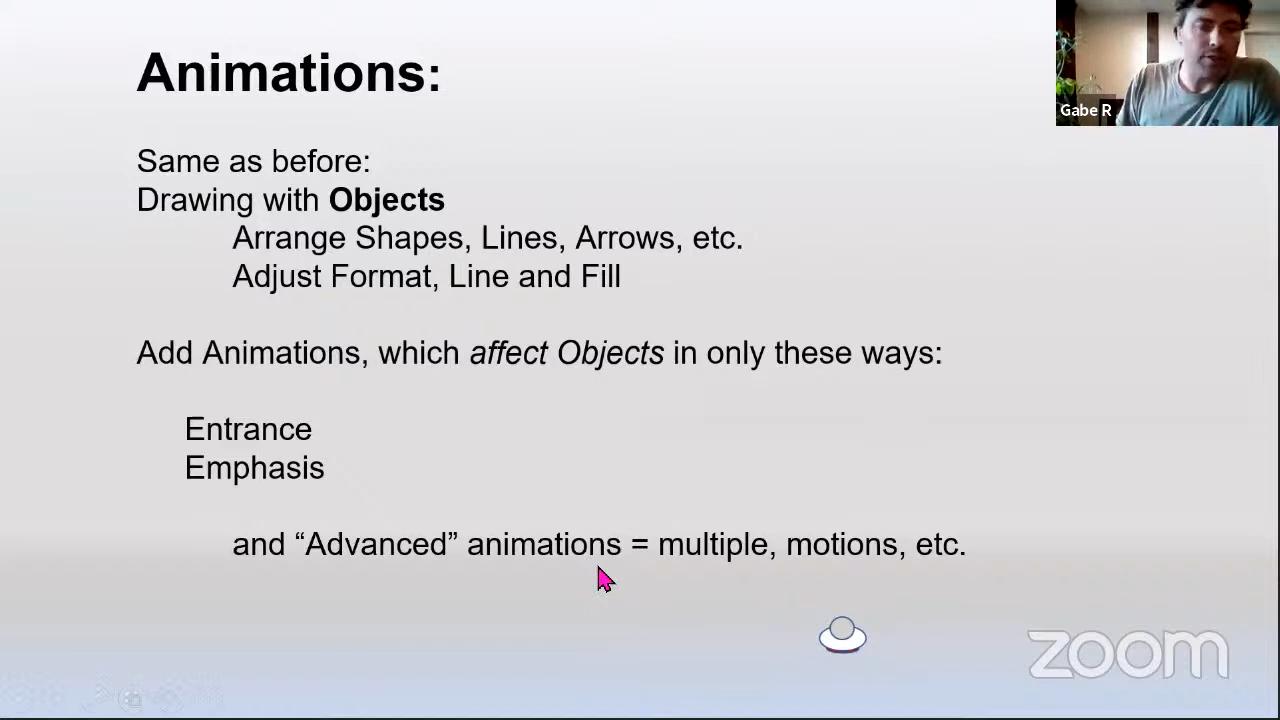 Animations:
Gabe R
Same as before:
Drawing with Objects
Arrange Shapes, Lines, Arrows, etc.
Adjust Format, Line and Fill
Add Animations, which affect Objects in only these ways:
Entrance
Emphasis
and “Advanced” animations = multiple, motions, etc.
zoom